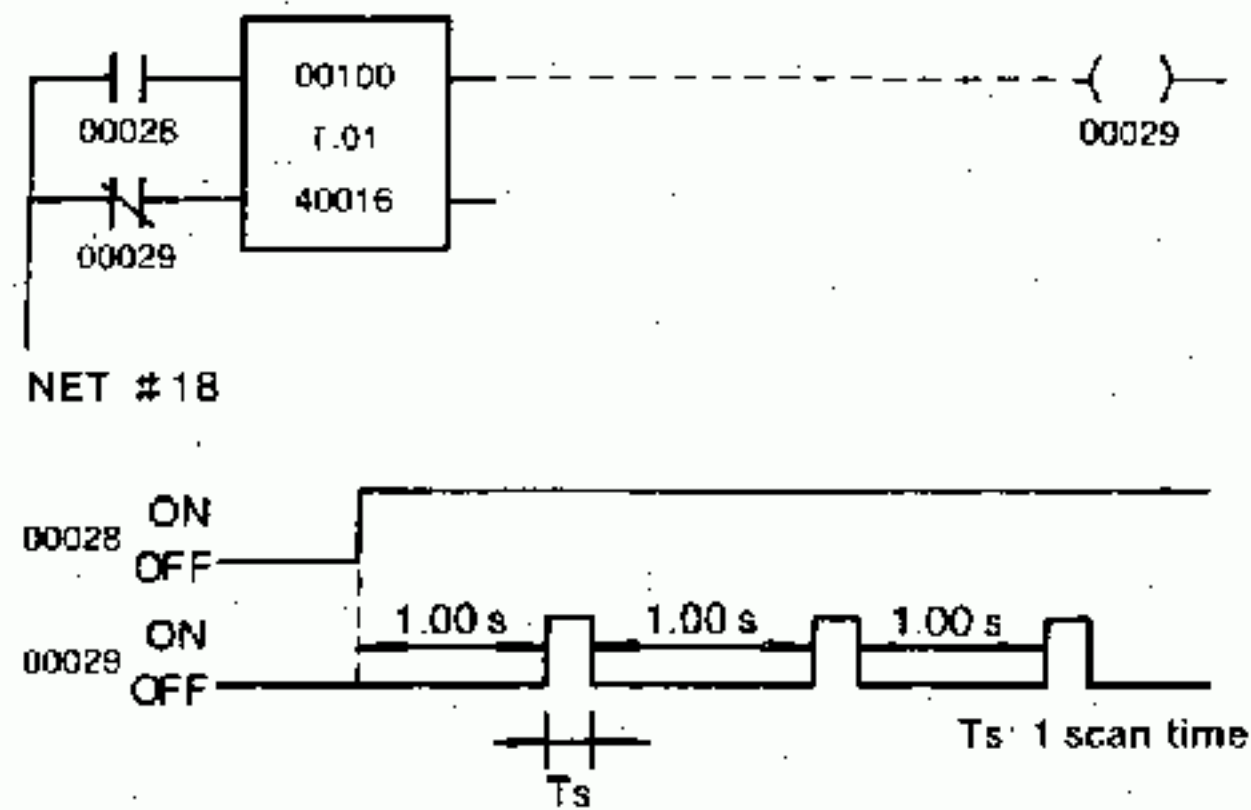 00100
00028
T.01
00029
40016
00029
NET #18
00028 ON
OFF
1.00 s 1.00 s 1.00 s
00029 ON
OFF
Ts: 1 scan time
Ts